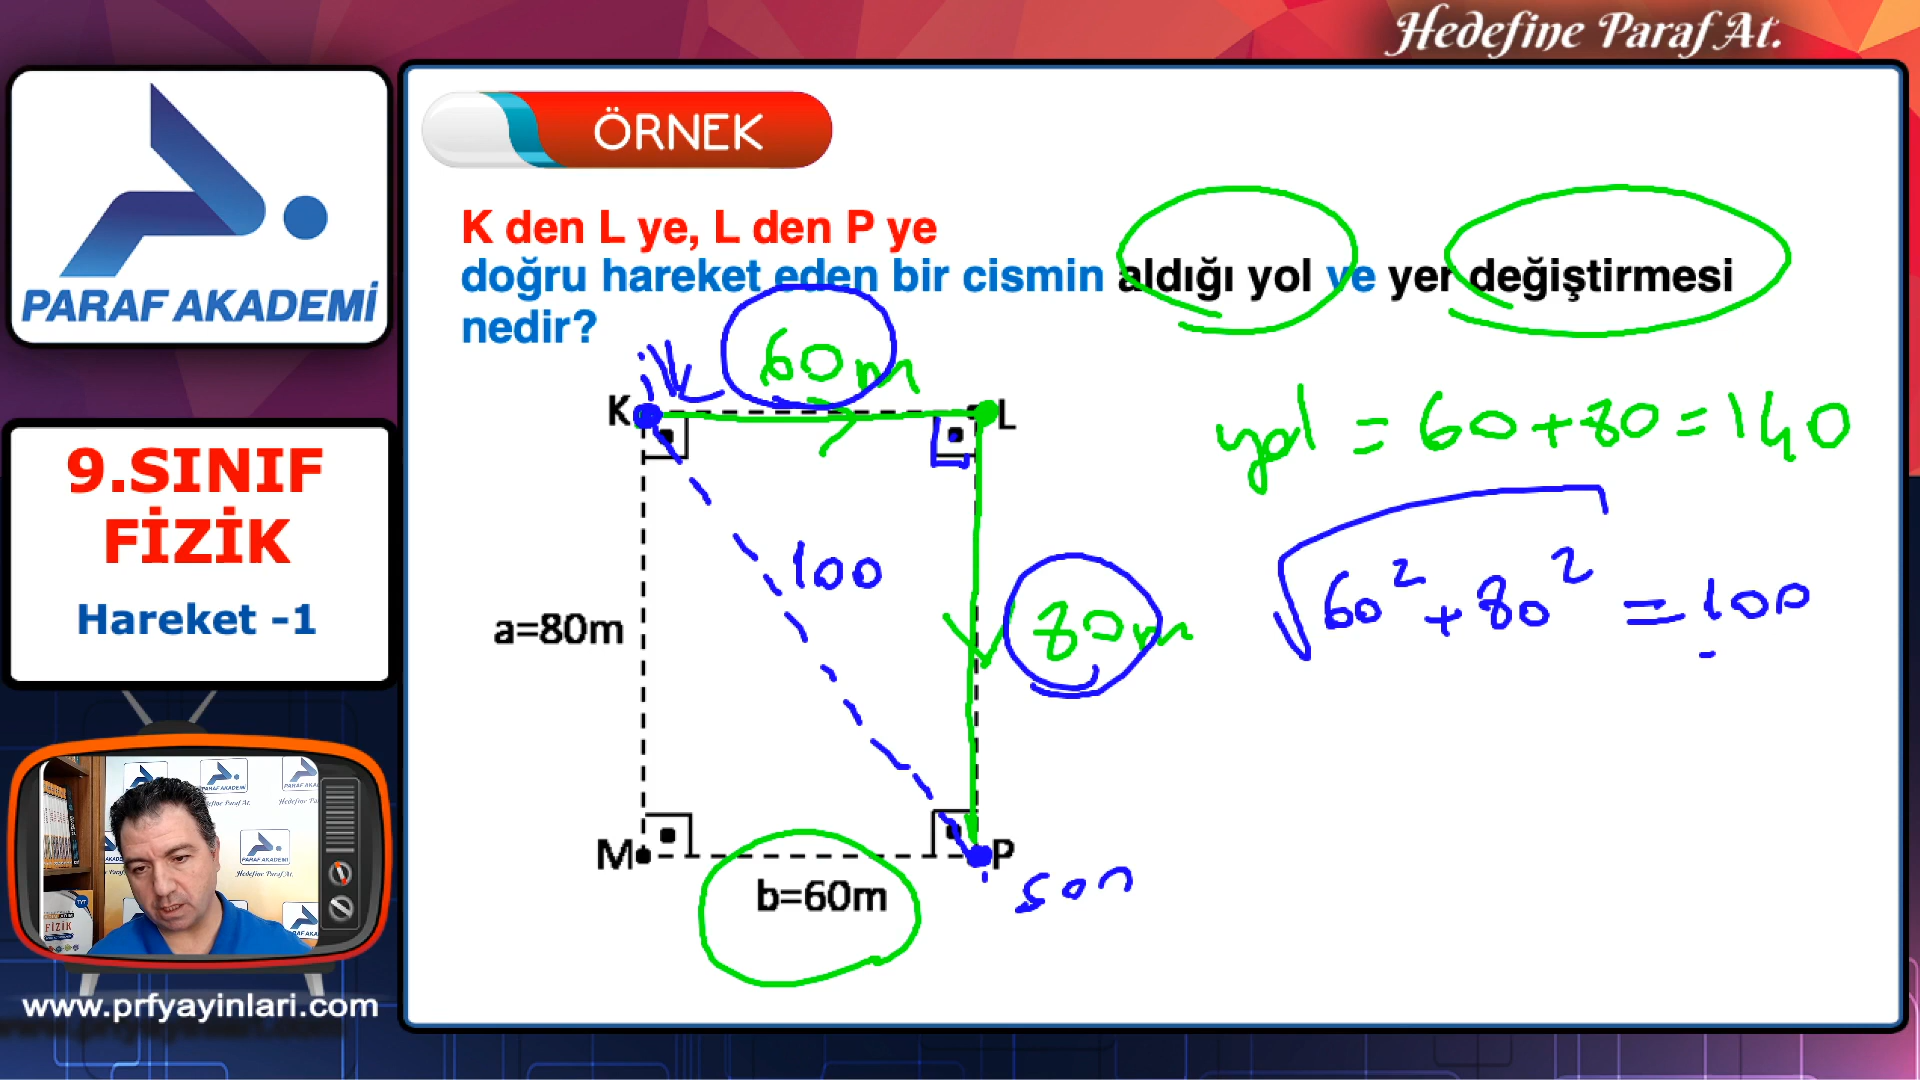 Hedefine Paraf At.
PARAF AKADEMİ
ÖRNEK
K den L ye, L den P ye
doğru hareket eden bir cismin aldığı yol ve yer değiştirmesi
nedir?
60m
K
L
yol = 60+80=140
100
√60²+80² = 100
a=80m
80m
M
P
son
b=60m
9.SINIF
FİZİK
Hareket -1
www.prfyayinlari.com